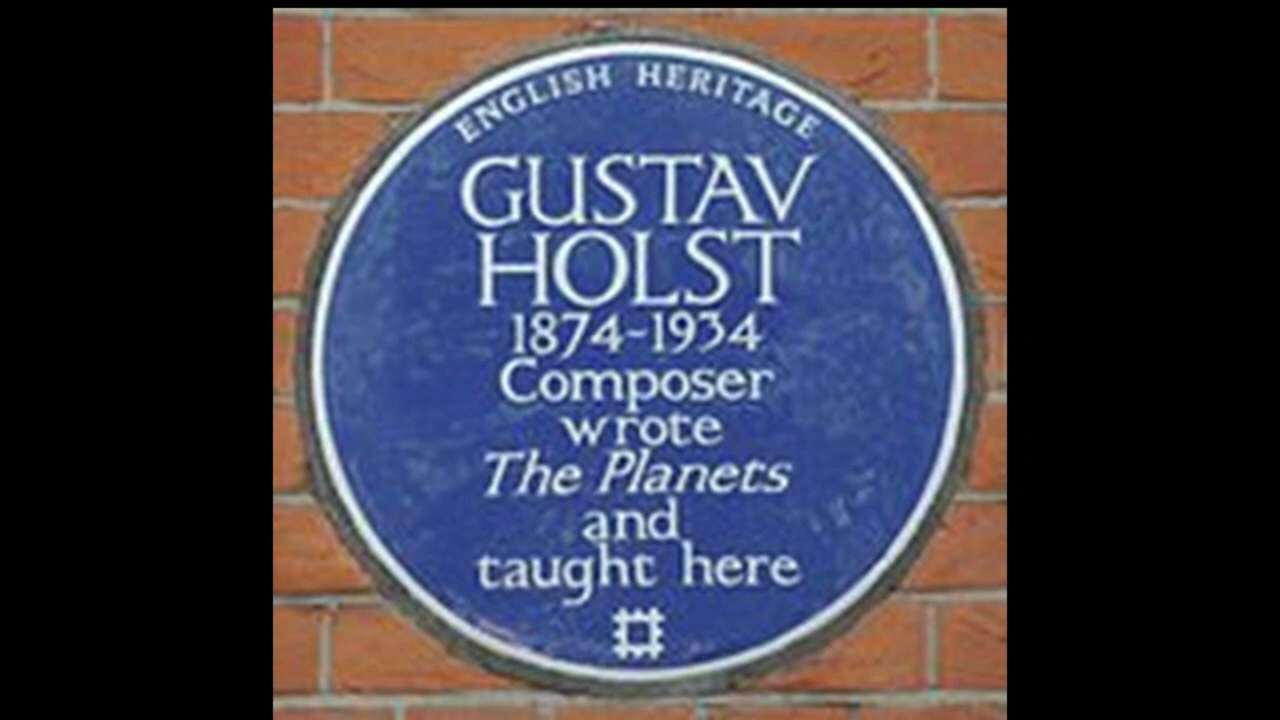 ENGLISH HERITAGE
GUSTAV
HOLST
1874-1934
Composer
wrote
The Planets
and
taught here